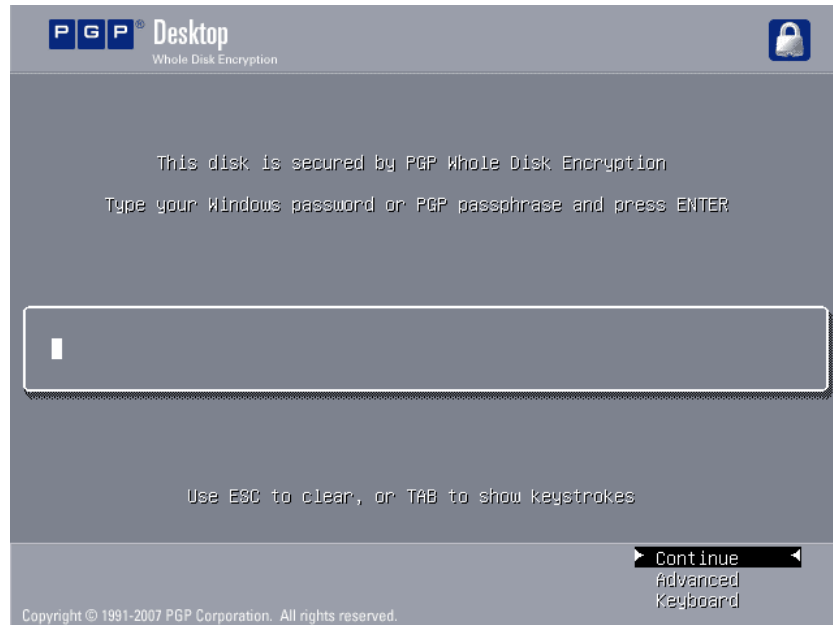 PGP® Desktop
Whole Disk Encryption
This disk is secured by PGP Whole Disk Encryption
Type your Windows password or PGP passphrase and press ENTER
Use ESC to clear, or TAB to show keystrokes
Continue
Advanced
Keyboard
Copyright © 1991-2007 PGP Corporation. All rights reserved.